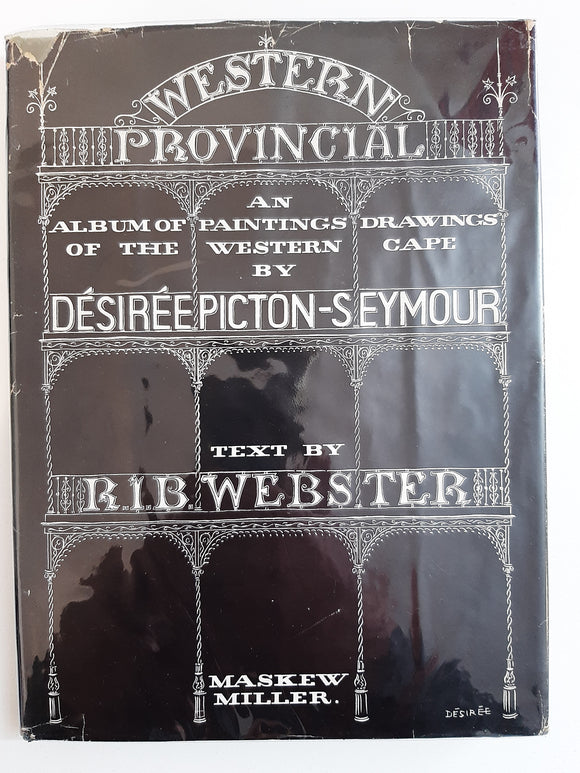 WESTERN
PROVINCIAL
AN
ALBUM OF PAINTINGS DRAWINGS
OF THE WESTERN CAPE
BY
DÉSIRÉE PICTON-SEYMOUR
TEXT BY
R.I.B. WEBSTER
MASKEW
MILLER.
DÉSIRÉE